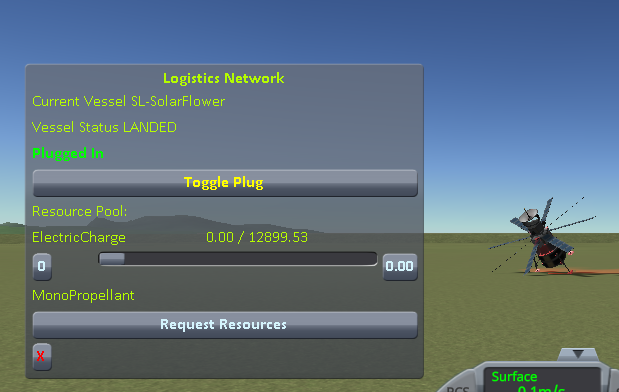 Logistics Network
Current Vessel SL-SolarFlower
Vessel Status LANDED
Plugged In
Toggle Plug
Resource Pool:
ElectricCharge 0.00 / 12899.53
0 0.00
MonoPropellant
Request Resources
X
Surface
RCS 0.1m/s